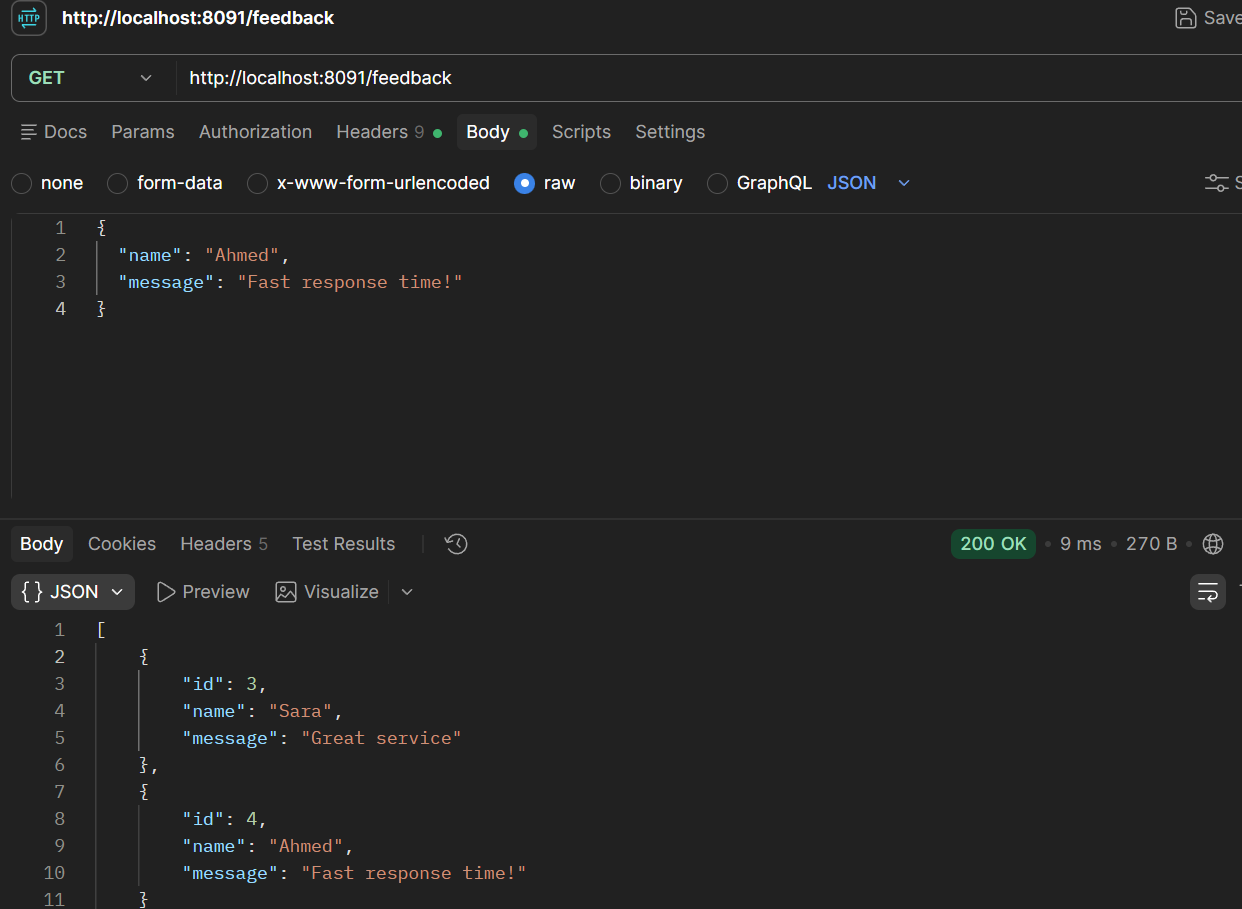 HTTP http://localhost:8091/feedback Save
GET http://localhost:8091/feedback
Docs Params Authorization Headers 9 Body Scripts Settings
none form-data x-www-form-urlencoded raw binary GraphQL JSON S
1 {
2 "name": "Ahmed",
3 "message": "Fast response time!"
4 }
Body Cookies Headers 5 Test Results 200 OK • 9 ms • 270 B •
{} JSON Preview Visualize
1 [
2 {
3 "id": 3,
4 "name": "Sara",
5 "message": "Great service"
6 },
7 {
8 "id": 4,
9 "name": "Ahmed",
10 "message": "Fast response time!"
11 }